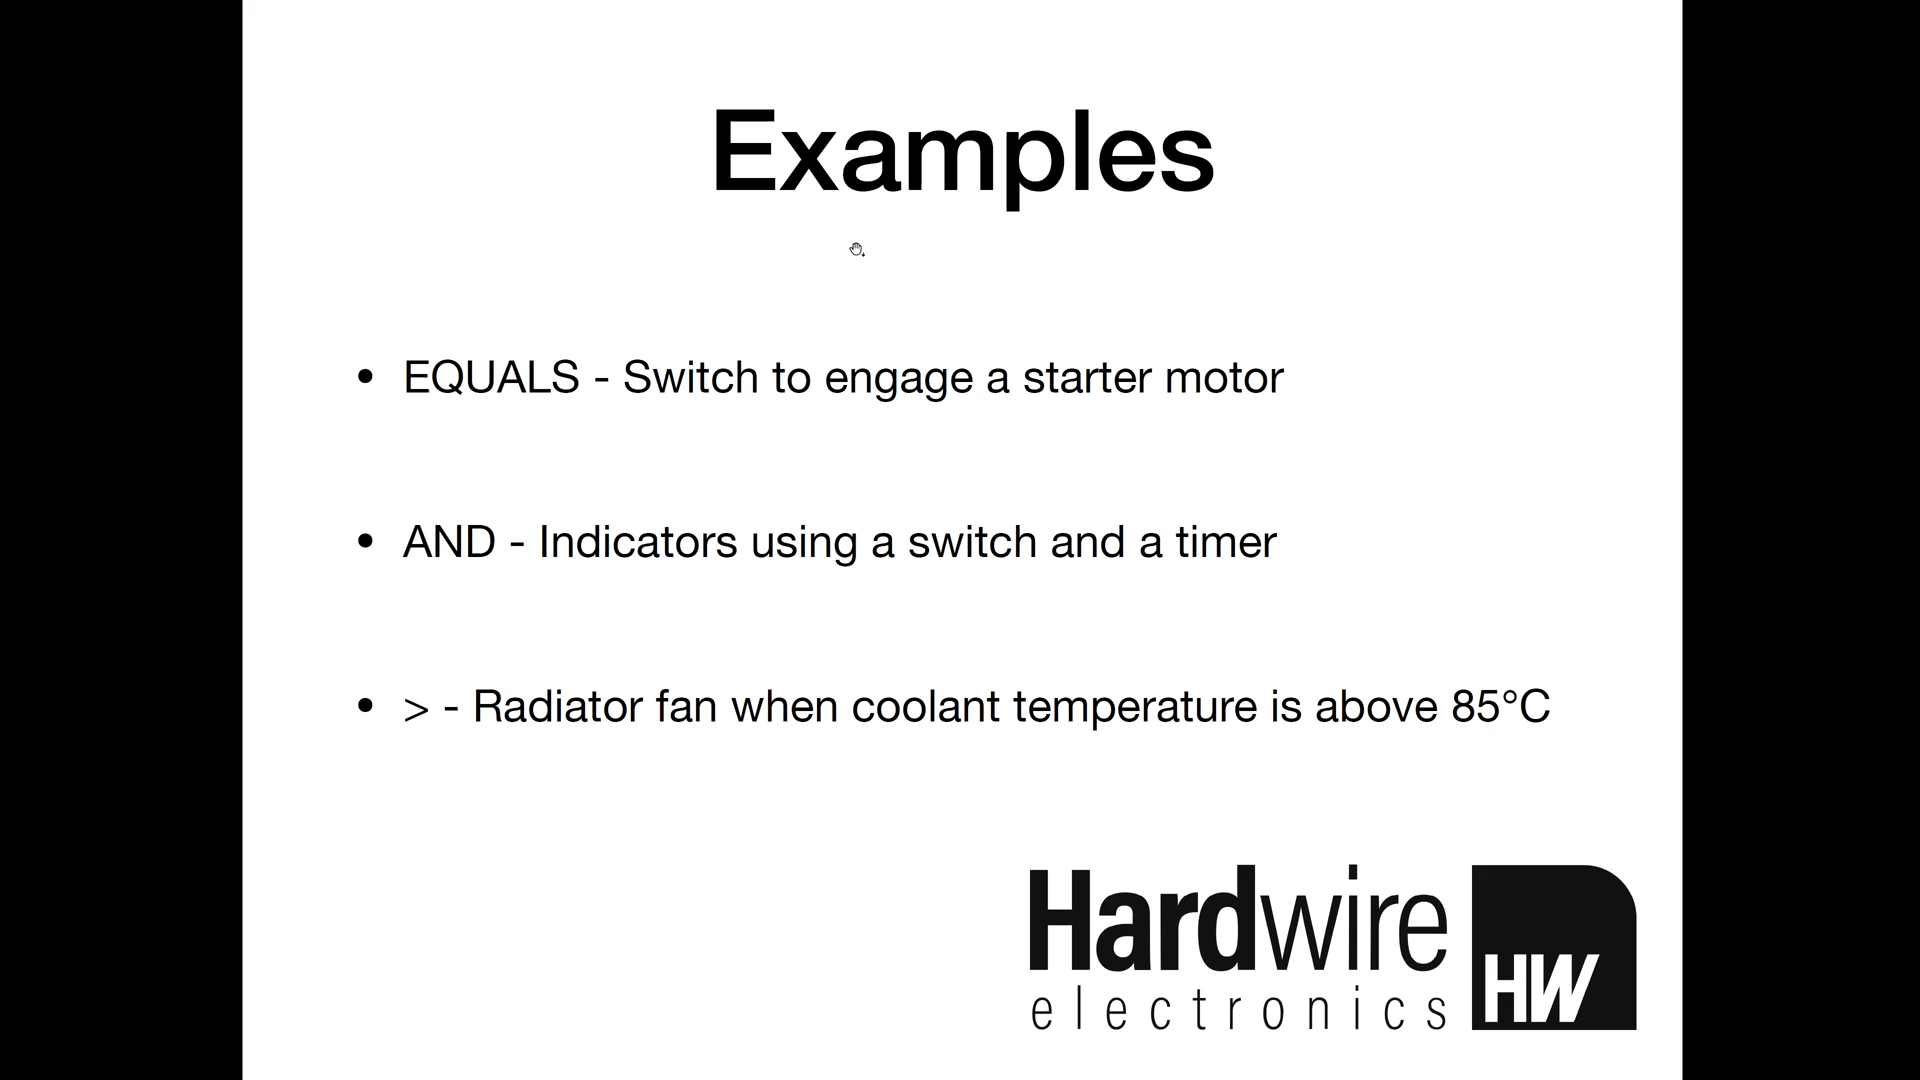 Examples
• EQUALS - Switch to engage a starter motor
• AND - Indicators using a switch and a timer
• > - Radiator fan when coolant temperature is above 85°C
Hardwire
electronics
HW